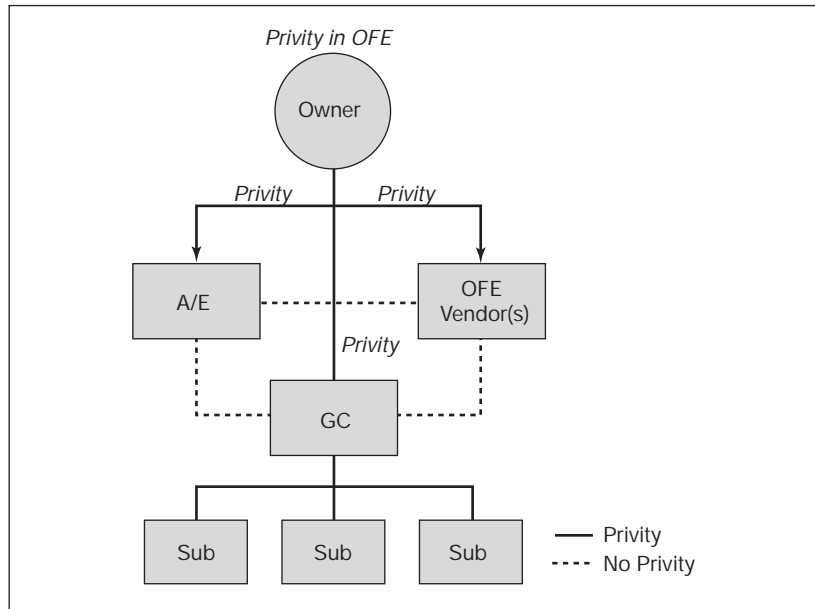 Privity in OFE
Owner
Privity
Privity
A/E
OFE
Vendor(s)
Privity
GC
Sub
Sub
Sub
Privity
No Privity